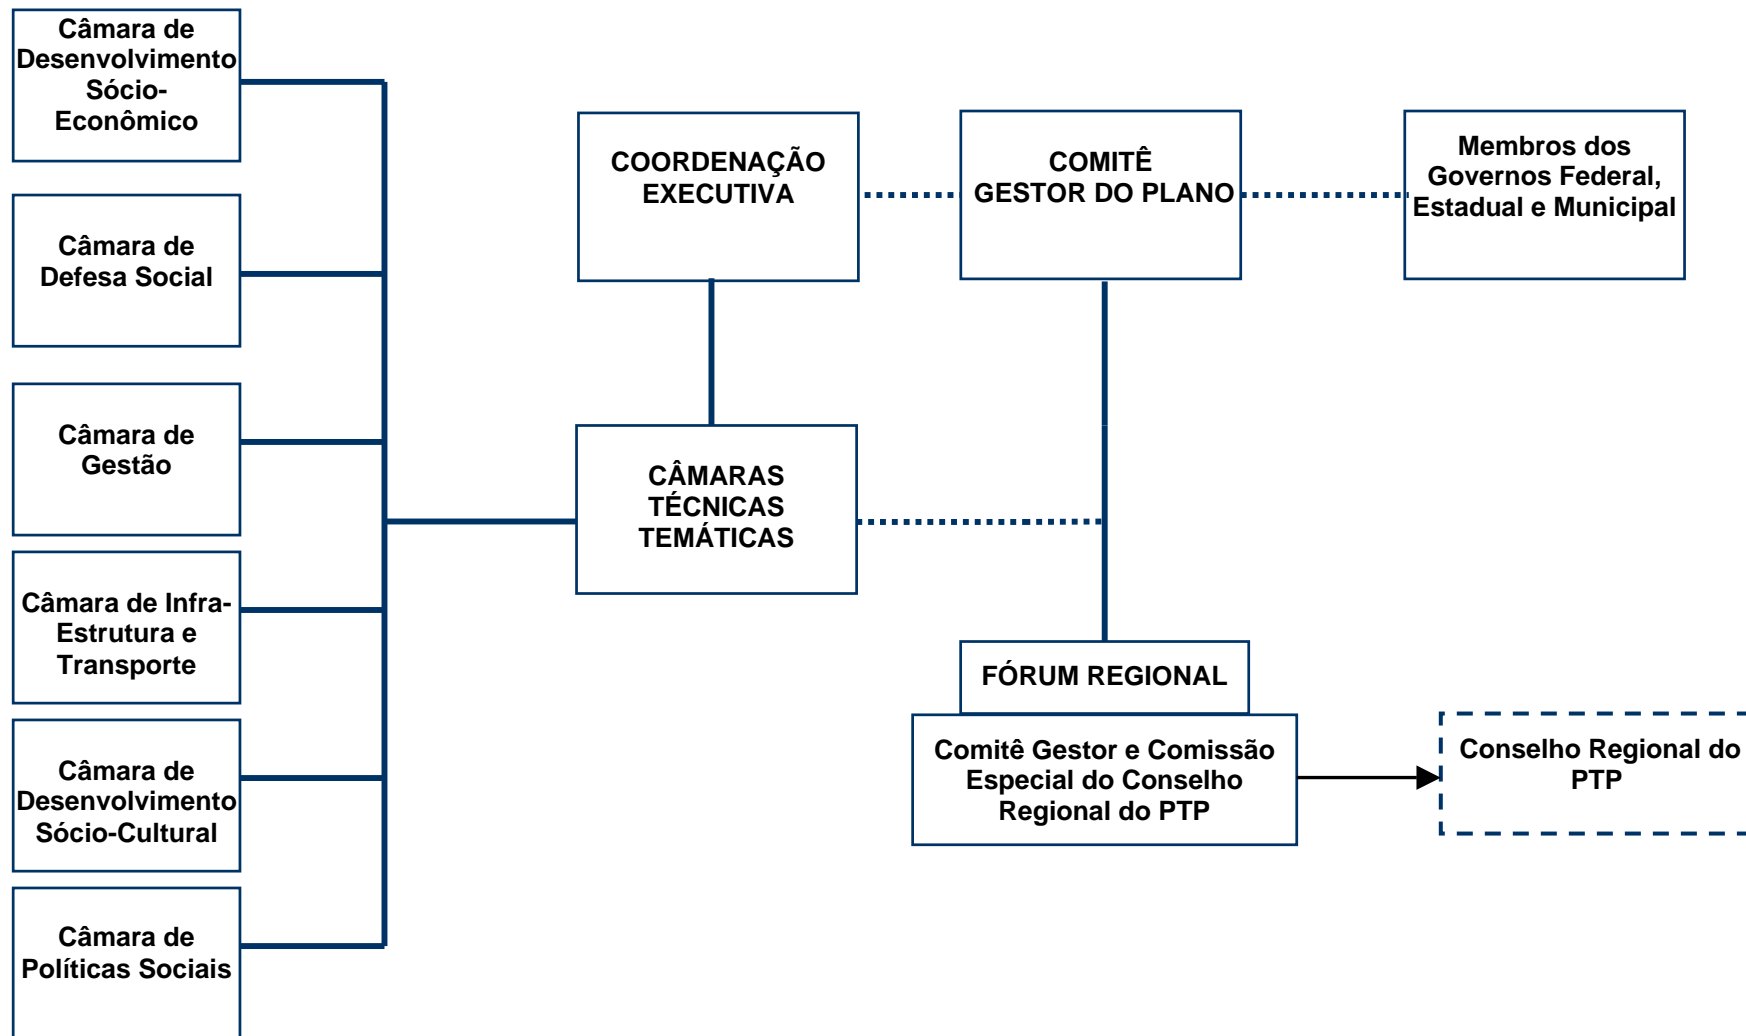 Câmara de
Desenvolvimento
Sócio-
Econômico
Câmara de
Defesa Social
Câmara de
Gestão
Câmara de Infra-
Estrutura e
Transporte
Câmara de
Desenvolvimento
Sócio-Cultural
Câmara de
Políticas Sociais
COORDENAÇÃO
EXECUTIVA
CÂMARAS
TÉCNICAS
TEMÁTICAS
COMITÊ
GESTOR DO PLANO
Membros dos
Governos Federal,
Estadual e Municipal
FÓRUM REGIONAL
Comitê Gestor e Comissão
Especial do Conselho
Regional do PTP
Conselho Regional do
PTP